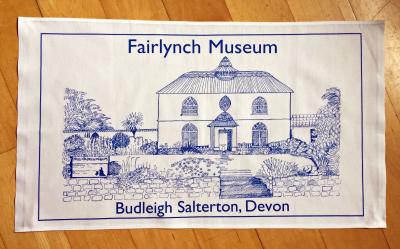 Fairlynch Museum
Budleigh Salterton, Devon